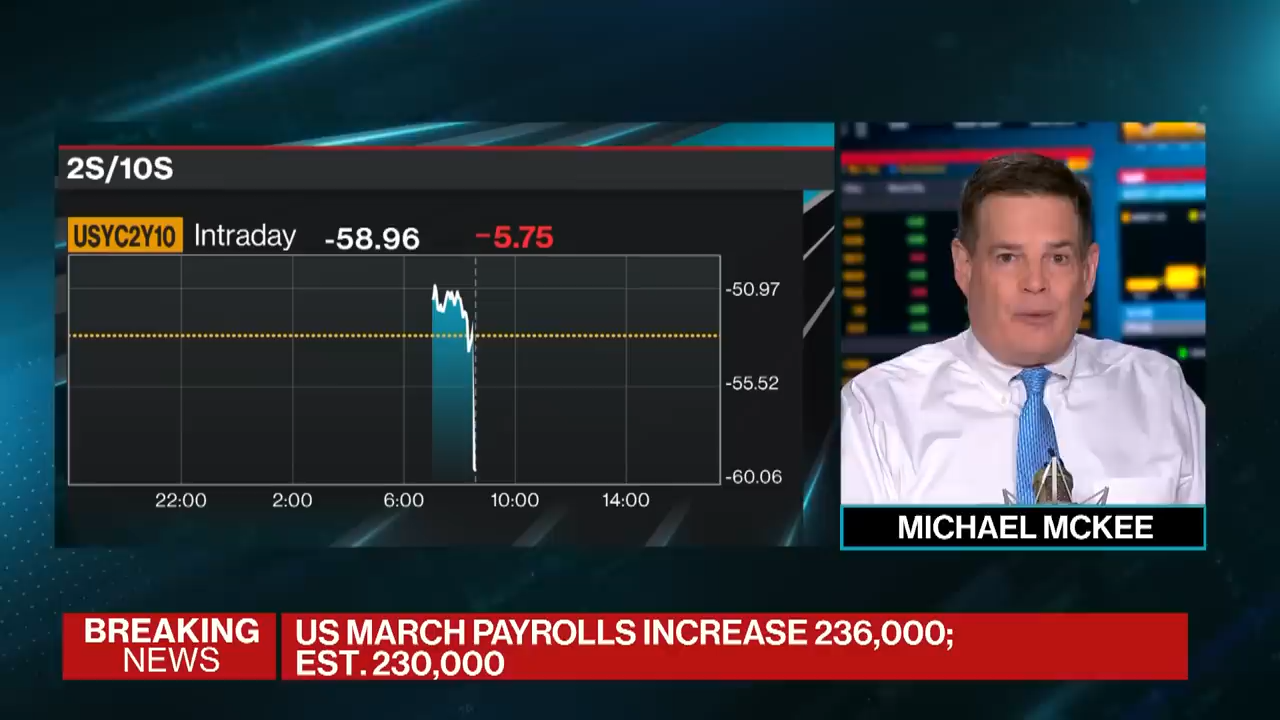 2S/10S
USYC2Y10 Intraday -58.96 -5.75
-50.97
-55.52
-60.06
22:00 2:00 6:00 10:00 14:00
MICHAEL MCKEE
BREAKING
NEWS
US MARCH PAYROLLS INCREASE 236,000;
EST. 230,000